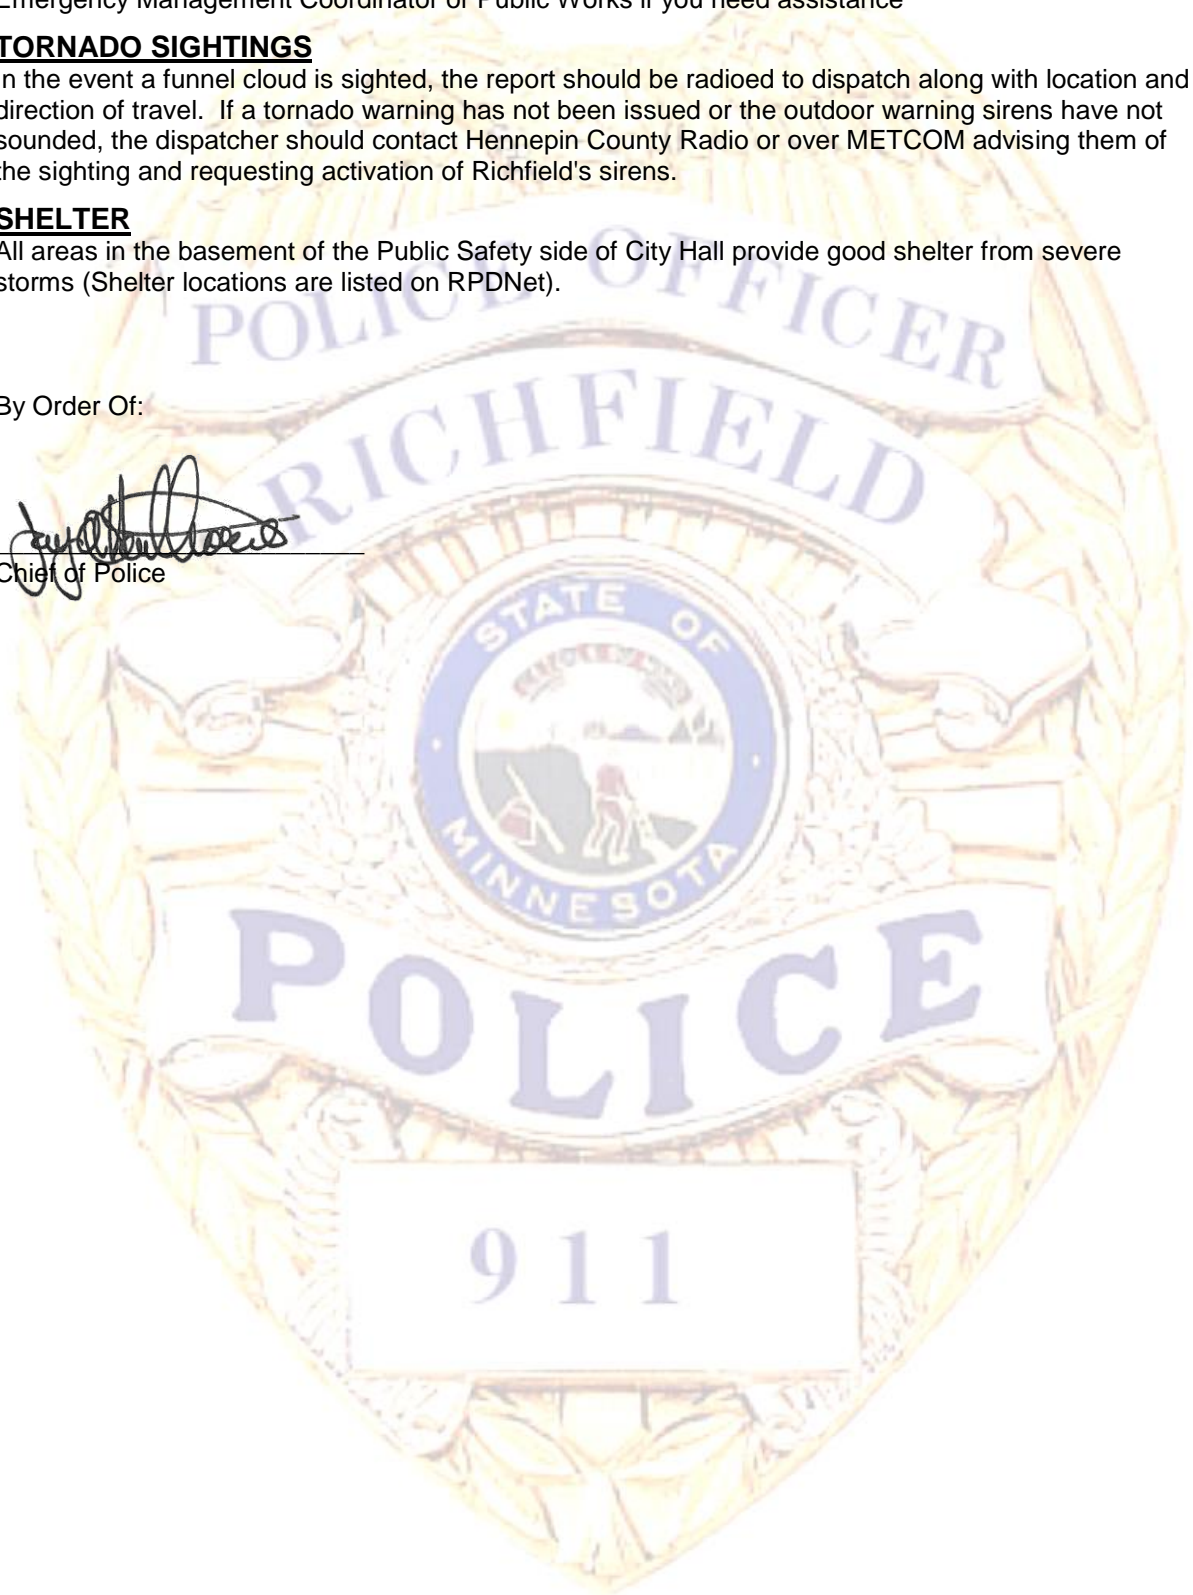 Emergency Management Coordinator or Public Works if you need assistance
TORNADO SIGHTINGS
In the event a funnel cloud is sighted, the report should be radioed to dispatch along with location and
direction of travel.  If a tornado warning has not been issued or the outdoor warning sirens have not
sounded, the dispatcher should contact Hennepin County Radio or over METCOM advising them of
the sighting and requesting activation of Richfield's sirens.
SHELTER
All areas in the basement of the Public Safety side of City Hall provide good shelter from severe
storms (Shelter locations are listed on RPDNet).
POLICE OFFICER
By Order Of:
RICHFIELD
Chief of Police
STATE OF
MINNESOTA
POLICE
911